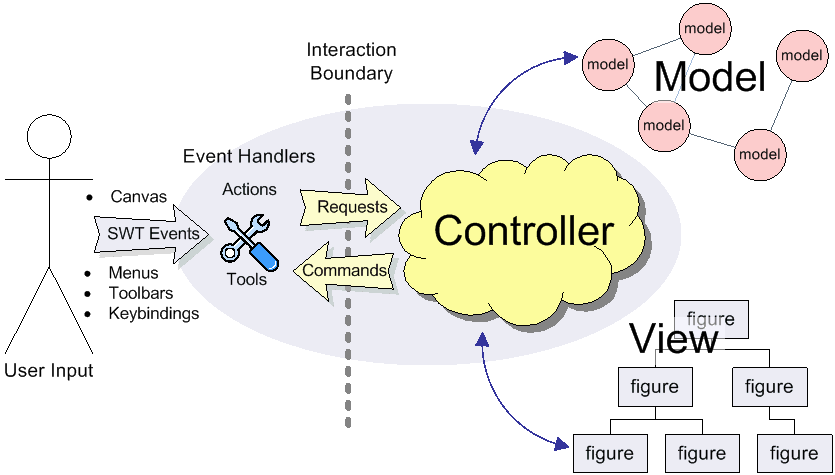 Interaction
Boundary
Event Handlers
Actions
Canvas
SWT Events
Menus
Toolbars
Keybindings
User Input
Tools
Requests
Commands
Controller
model
model
model
Model
model
model
figure
View
figure
figure
figure
figure
figure